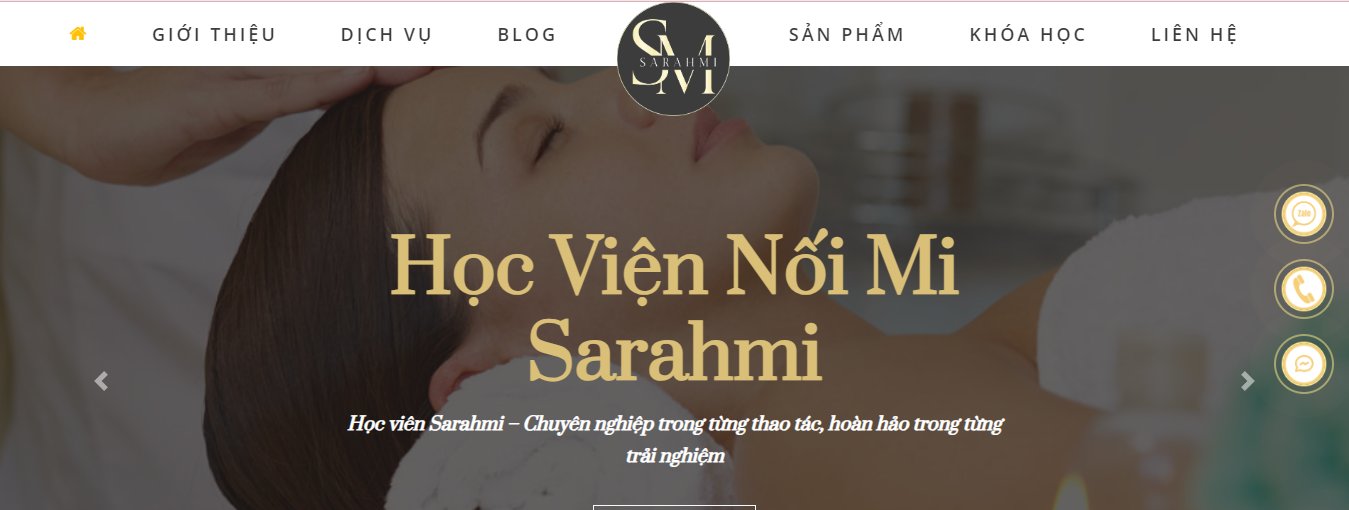 GIỚI THIỆU
DỊCH VỤ
BLOG
SM
SARAHMI
SẢN PHẨM
KHÓA HỌC
LIÊN HỆ
Zalo
Học Viện Nối Mi
Sarahmi
Học viên Sarahmi – Chuyên nghiệp trong từng thao tác, hoàn hảo trong từng
trải nghiệm